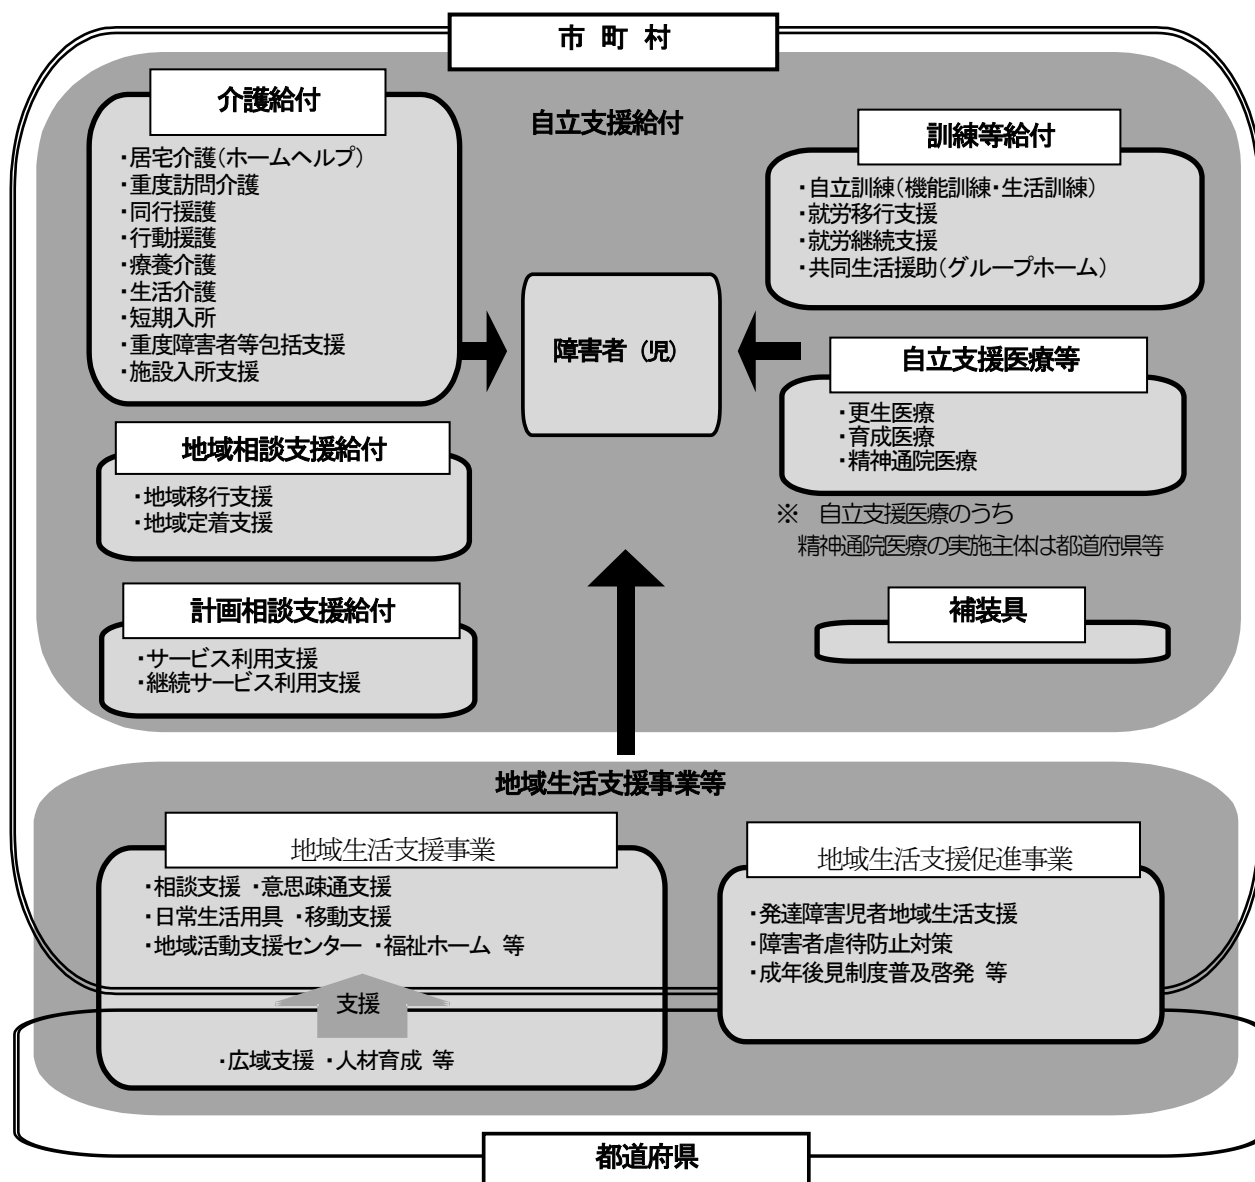 市 町 村
自立支援給付
介護給付
・居宅介護(ホームヘルプ)
・重度訪問介護
・同行援護
・行動援護
・療養介護
・生活介護
・短期入所
・重度障害者等包括支援
・施設入所支援
訓練等給付
・自立訓練(機能訓練・生活訓練)
・就労移行支援
・就労継続支援
・共同生活援助(グループホーム)
障害者 (児)
自立支援医療等
・更生医療
・育成医療
・精神通院医療
※ 自立支援医療のうち
精神通院医療の実施主体は都道府県等
地域相談支援給付
・地域移行支援
・地域定着支援
計画相談支援給付
・サービス利用支援
・継続サービス利用支援
補装具
地域生活支援事業等
地域生活支援事業
・相談支援 ・意思疎通支援
・日常生活用具 ・移動支援
・地域活動支援センター ・福祉ホーム 等
支援
・広域支援 ・人材育成 等
地域生活支援促進事業
・発達障害児者地域生活支援
・障害者虐待防止対策
・成年後見制度普及啓発 等
都道府県